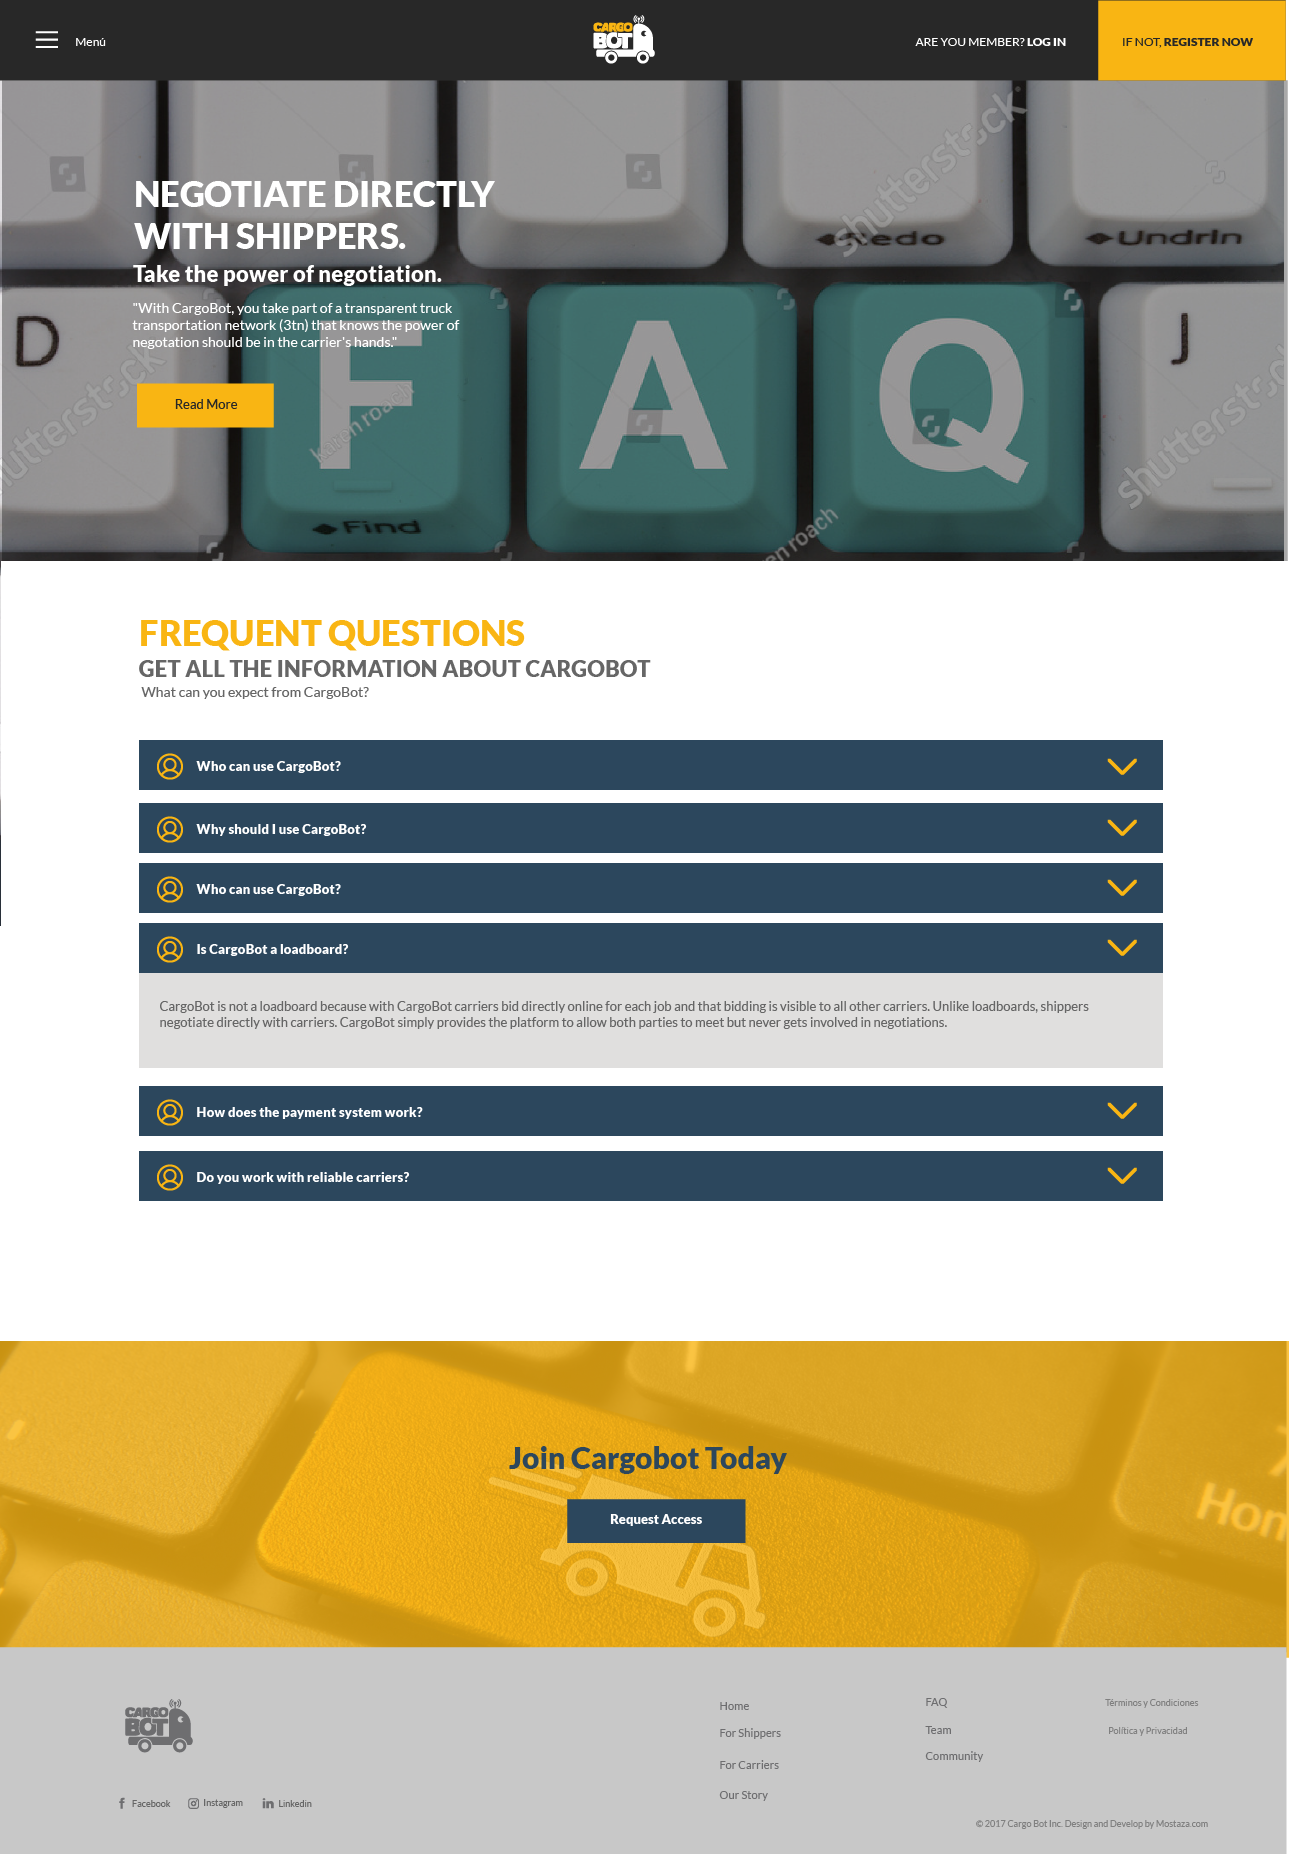 Menú
CARGO
BOT
ARE YOU MEMBER? LOG IN
IF NOT, REGISTER NOW
shutterstock
Redo
Undrln
NEGOTIATE DIRECTLY
WITH SHIPPERS.
Take the power of negotiation.
"With CargoBot, you take part of a transparent truck
transportation network (3tn) that knows the power of
negotation should be in the carrier's hands."
Read More
D
F
A
Q
J
Find
shutterstock
karen roach
shutterstock
en roach
FREQUENT QUESTIONS
GET ALL THE INFORMATION ABOUT CARGOBOT
What can you expect from CargoBot?
Who can use CargoBot?
Why should I use CargoBot?
Who can use CargoBot?
Is CargoBot a loadboard?
CargoBot is not a loadboard because with CargoBot carriers bid directly online for each job and that bidding is visible to all other carriers. Unlike loadboards, shippers
negotiate directly with carriers. CargoBot simply provides the platform to allow both parties to meet but never gets involved in negotiations.
How does the payment system work?
Do you work with reliable carriers?
Join Cargobot Today
Request Access
7
Hom
CARGO
BOT
Home
For Shippers
For Carriers
Our Story
FAQ
Team
Community
Términos y Condiciones
Política y Privacidad
Facebook
Instagram
Linkedin
© 2017 Cargo Bot Inc. Design and Develop by Mostaza.com